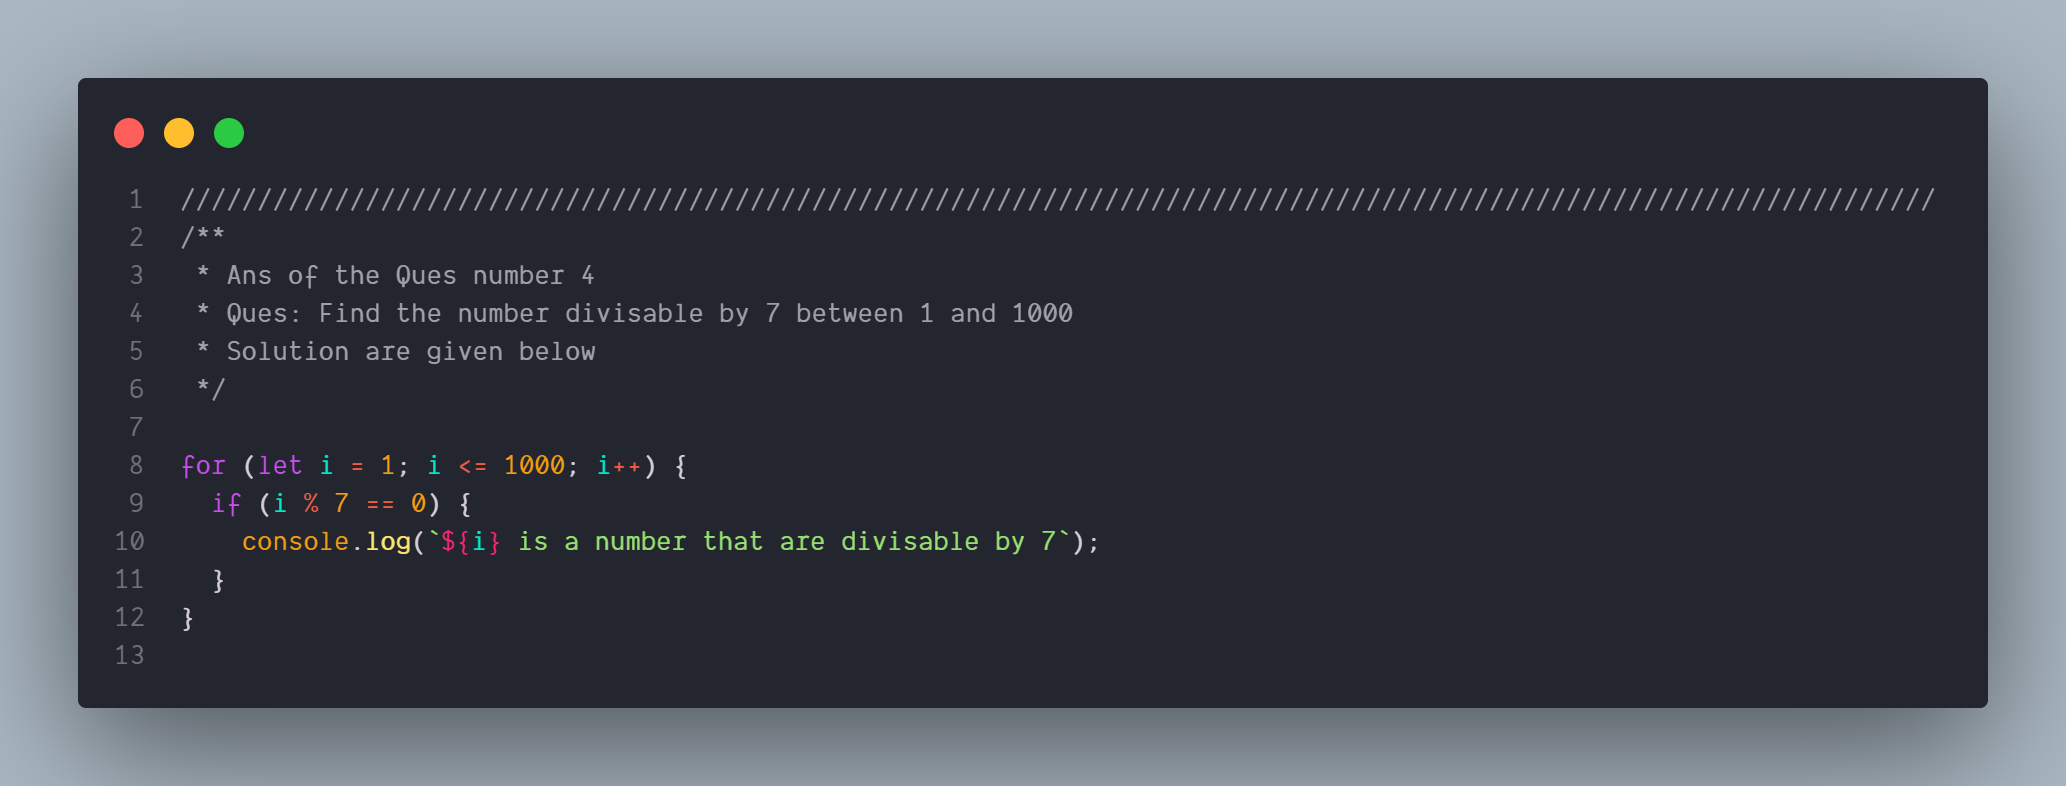 1 //////////////////////////////////////////////////////////////////////////////////////////////////////////////////
2 /**
3  * Ans of the Ques number 4
4  * Ques: Find the number divisable by 7 between 1 and 1000
5  * Solution are given below
6  */
7
8 for (let i = 1; i <= 1000; i++) {
9   if (i % 7 == 0) {
10     console.log(`${i} is a number that are divisable by 7`);
11   }
12 }
13